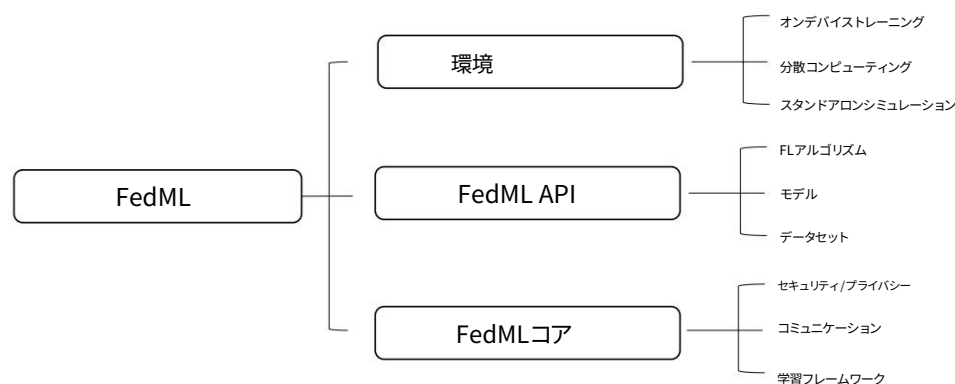 オンデバイストレーニング
環境
分散コンピューティング
スタンドアロンシミュレーション
FLアルゴリズム
FedML
FedML API
モデル
データセット
セキュリティ/プライバシー
FedMLコア
コミュニケーション
学習フレームワーク